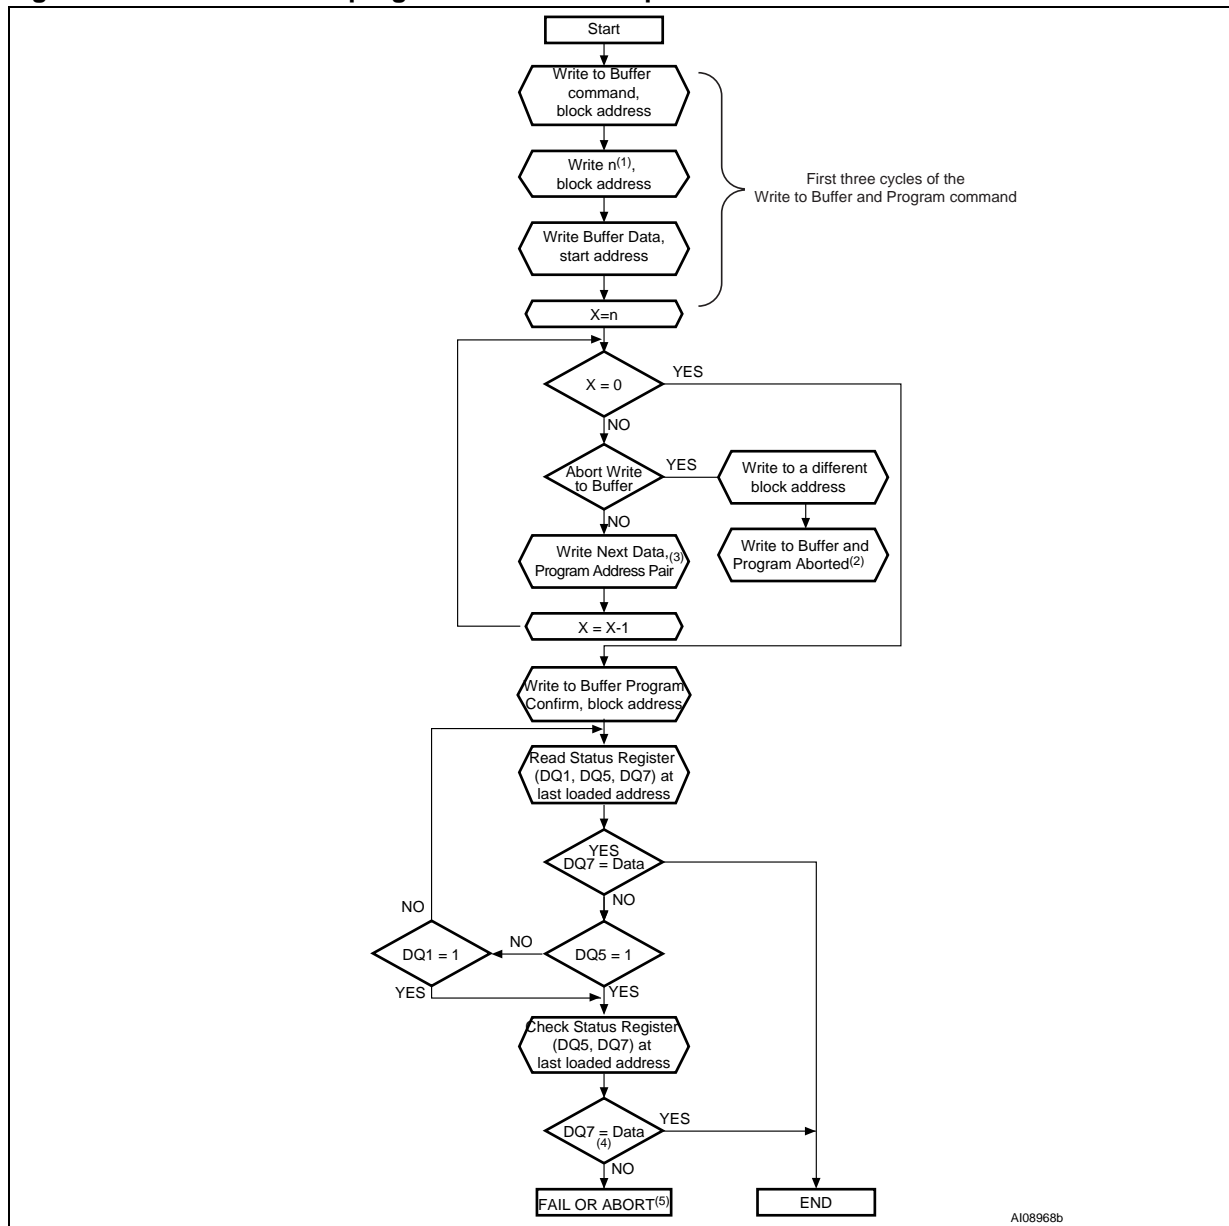 Start
Write to Buffer
command,
block address
Write n(1),
block address
First three cycles of the
Write to Buffer and Program command
Write Buffer Data,
start address
X=n
X = 0
YES
NO
Abort Write
to Buffer
YES
Write to a different
block address
NO
Write Next Data,(3)
Program Address Pair
Write to Buffer and
Program Aborted(2)
X = X-1
Write to Buffer Program
Confirm, block address
Read Status Register
(DQ1, DQ5, DQ7) at
last loaded address
YES
DQ7 = Data
NO
NO
DQ1 = 1
NO
DQ5 = 1
YES
YES
Check Status Register
(DQ5, DQ7) at
last loaded address
DQ7 = Data
(4)
YES
NO
FAIL OR ABORT(5)
END
AI08968b